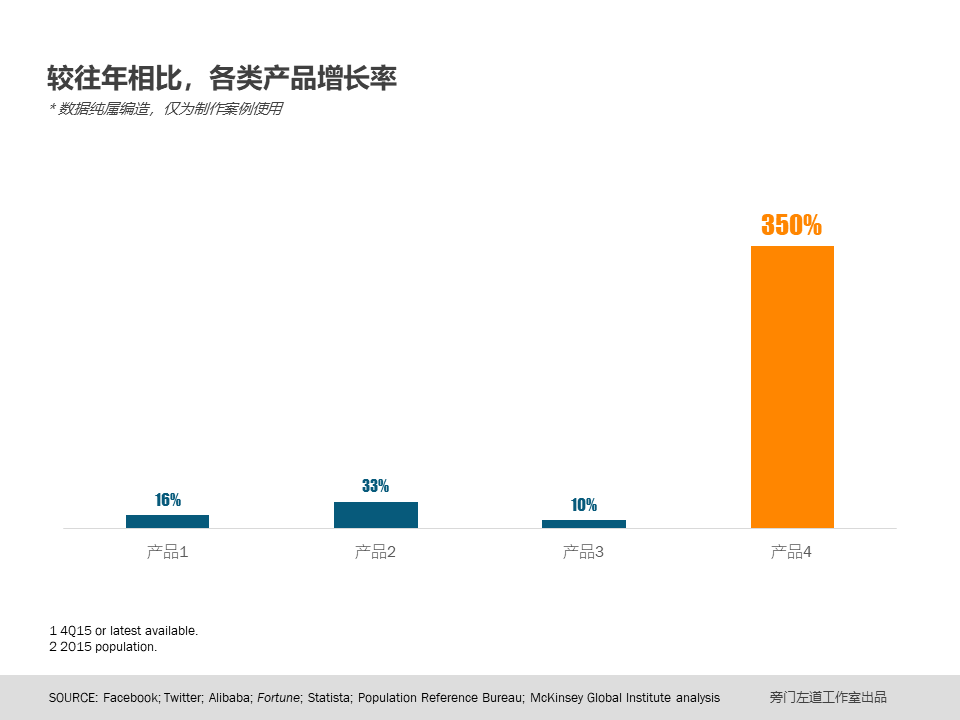 较往年相比，各类产品增长率
* 数据纯属编造，仅为制作案例使用
350%
33%
16%
10%
产品1 产品2 产品3 产品4
1 4Q15 or latest available.
2 2015 population.
SOURCE: Facebook; Twitter; Alibaba; Fortune; Statista; Population Reference Bureau; McKinsey Global Institute analysis 旁门左道工作室出品